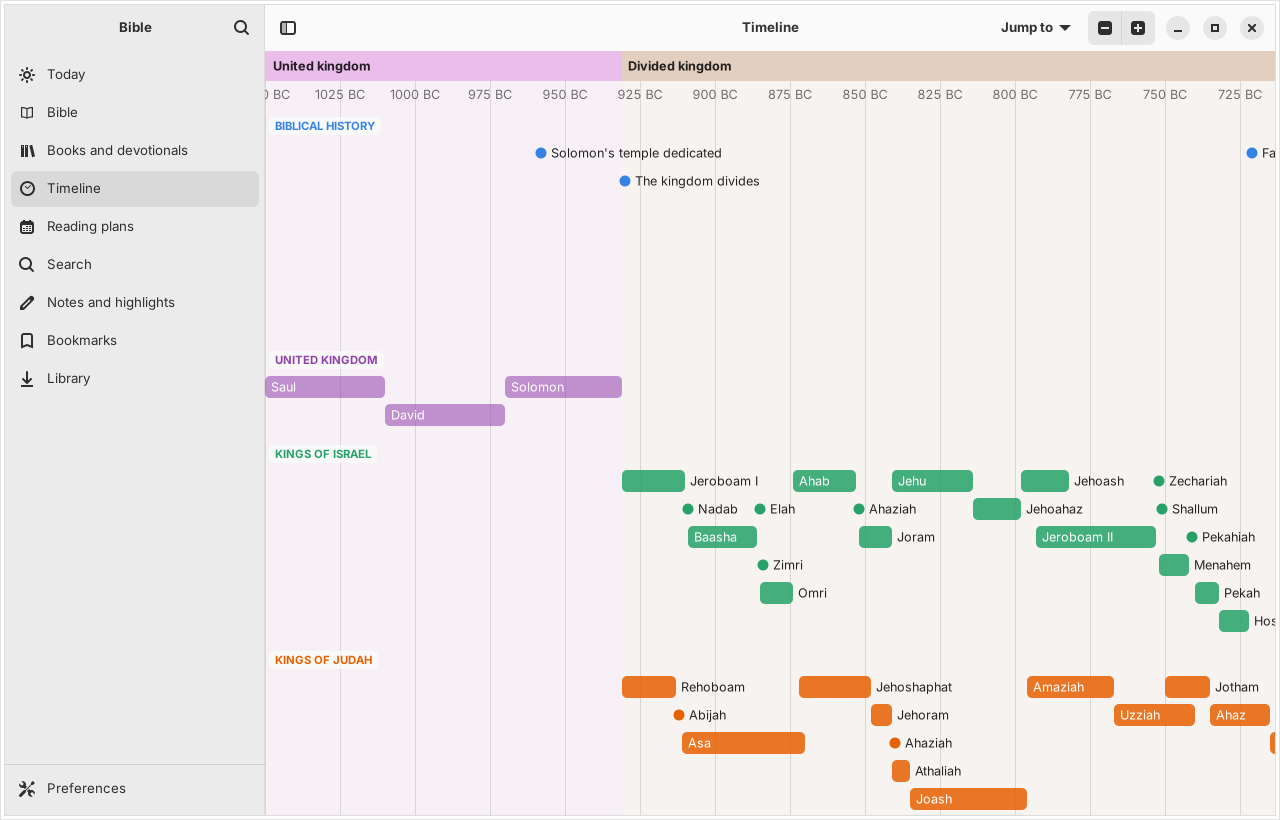 Bible
Today
Bible
Books and devotionals
Timeline
Reading plans
Search
Notes and highlights
Bookmarks
Library
Preferences
Timeline
Jump to
United kingdom
Divided kingdom
0 BC 1025 BC 1000 BC 975 BC 950 BC 925 BC 900 BC 875 BC 850 BC 825 BC 800 BC 775 BC 750 BC 725 BC
BIBLICAL HISTORY
Solomon's temple dedicated Fa
The kingdom divides
UNITED KINGDOM
Saul Solomon
David
KINGS OF ISRAEL
Jeroboam I Ahab Jehu Jehoash Zechariah
Nadab Elah Ahaziah Jehoahaz Shallum
Baasha Joram Jeroboam II Pekahiah
Zimri Menahem
Omri Pekah
Hos
KINGS OF JUDAH
Rehoboam Jehoshaphat Amaziah Jotham
Abijah Jehoram Uzziah Ahaz
Asa Ahaziah
Athaliah
Joash